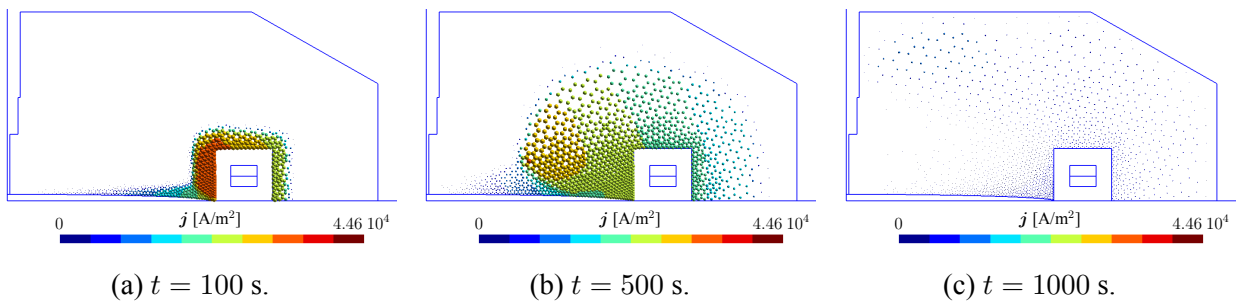 0 j [A/m²] 4.46 10⁴
0 j [A/m²] 4.46 10⁴
0 j [A/m²] 4.46 10⁴
(a) t = 100 s.
(b) t = 500 s.
(c) t = 1000 s.